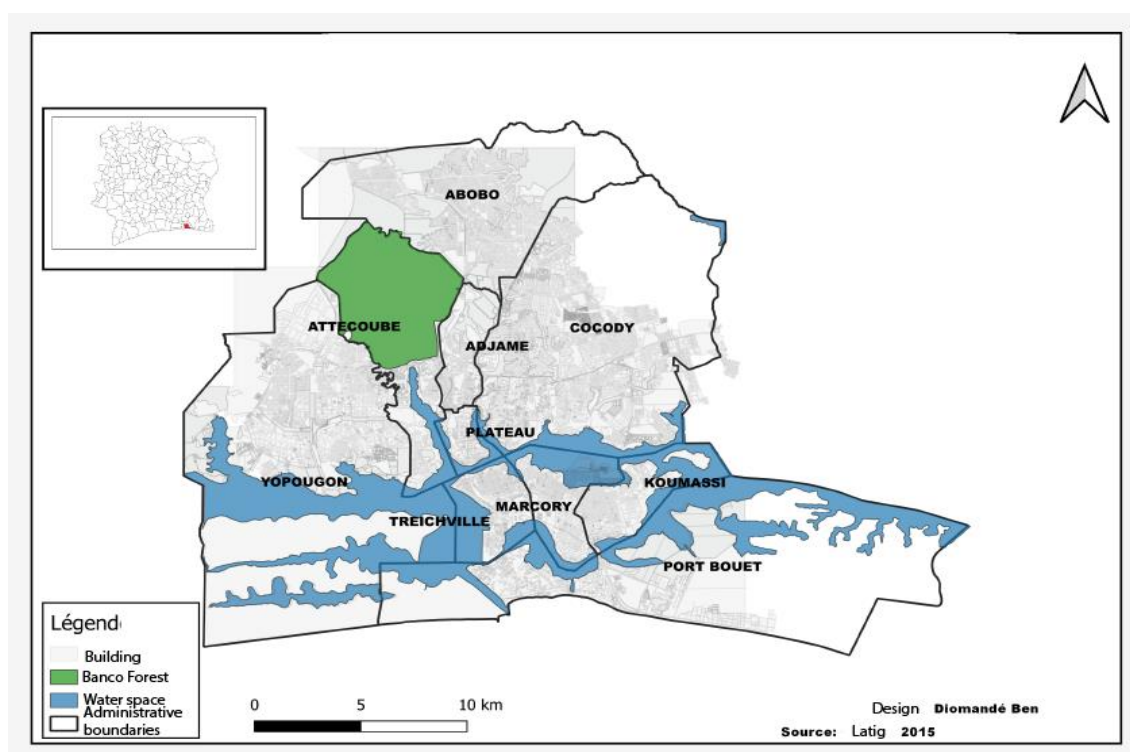 ABOBO
ATTECOUBE
COCODY
ADJAME
PLATEAU
YOPOUGON
KOUMASSI
MARCORY
TREICHVILLE
PORT BOUET
Légend
Building
Banco Forest
Water space
Administrative
boundaries
0 5 10 km
Design Diomandé Ben
Source: Latig 2015